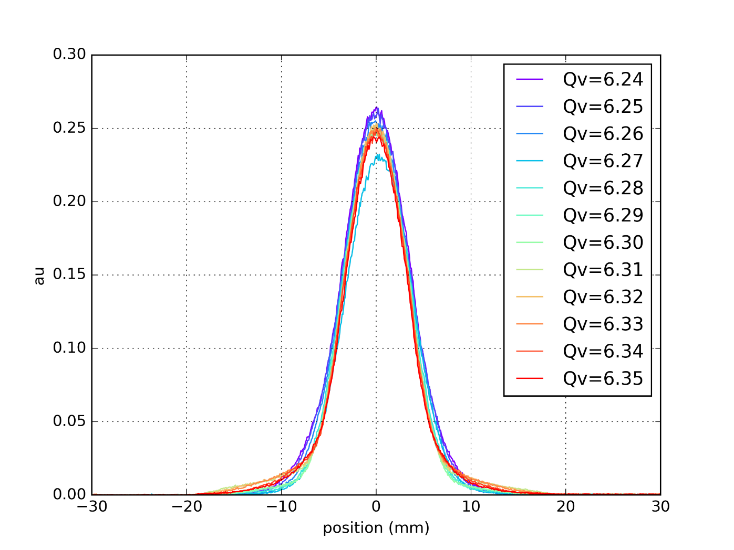 0.30
0.25
0.20
0.15
0.10
0.05
0.00
au
Qv=6.24
Qv=6.25
Qv=6.26
Qv=6.27
Qv=6.28
Qv=6.29
Qv=6.30
Qv=6.31
Qv=6.32
Qv=6.33
Qv=6.34
Qv=6.35
−30 −20 −10 0 10 20 30
position (mm)